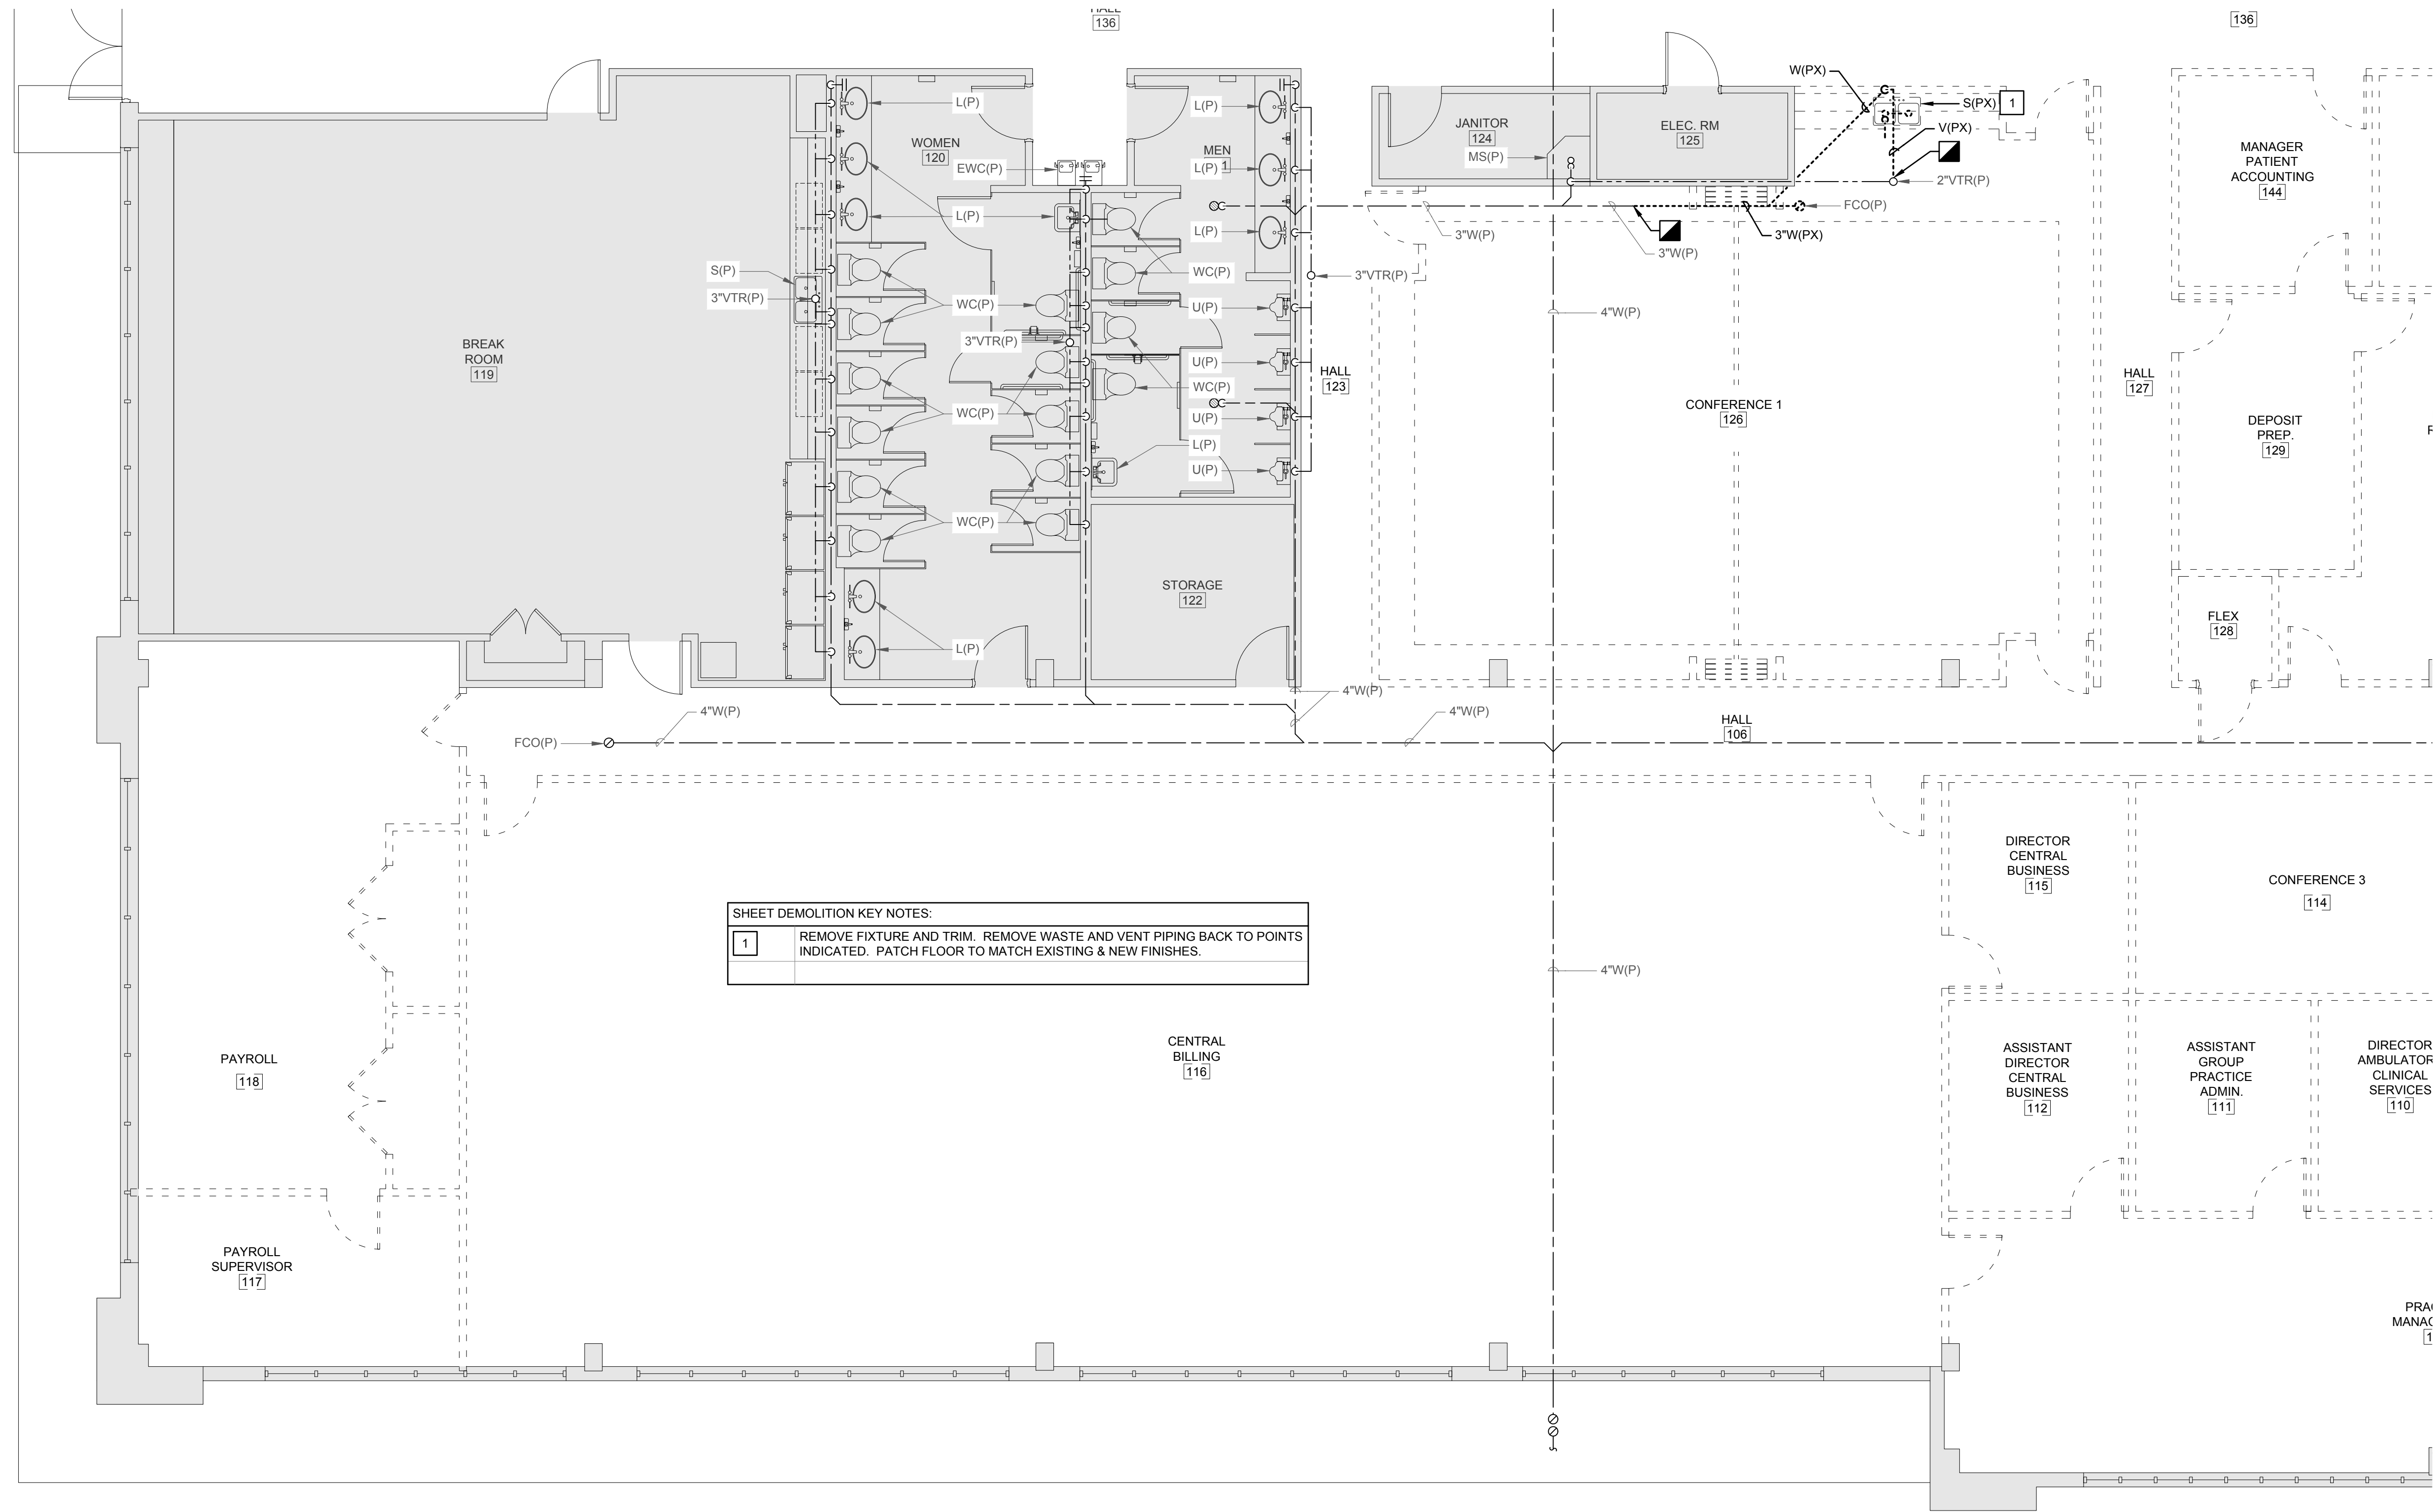 HALL
136
136
W(PX)
S(PX)
1
V(PX)
2"VTR(P)
L(P)
L(P)
JANITOR
124
ELEC. RM
125
MS(P)
WOMEN
120
MEN
1
L(P)
EWC(P)
MANAGER
PATIENT
ACCOUNTING
144
L(P)
L(P)
FCO(P)
3"W(P)
3"W(PX)
3"W(P)
S(P)
WC(P)
3"VTR(P)
3"VTR(P)
WC(P)
U(P)
4"W(P)
3"VTR(P)
BREAK
ROOM
119
U(P)
HALL
123
HALL
127
WC(P)
WC(P)
CONFERENCE 1
126
U(P)
DEPOSIT
PREP.
129
L(P)
U(P)
WC(P)
STORAGE
122
FLEX
128
L(P)
4"W(P)
4"W(P)
4"W(P)
HALL
106
FCO(P)
DIRECTOR
CENTRAL
BUSINESS
115
CONFERENCE 3
114
SHEET DEMOLITION KEY NOTES:
1 REMOVE FIXTURE AND TRIM. REMOVE WASTE AND VENT PIPING BACK TO POINTS
INDICATED. PATCH FLOOR TO MATCH EXISTING & NEW FINISHES.
4"W(P)
CENTRAL
BILLING
116
PAYROLL
118
ASSISTANT
DIRECTOR
CENTRAL
BUSINESS
112
ASSISTANT
GROUP
PRACTICE
ADMIN.
111
DIRECTOR
AMBULATOR
CLINICAL
SERVICES
110
PAYROLL
SUPERVISOR
117